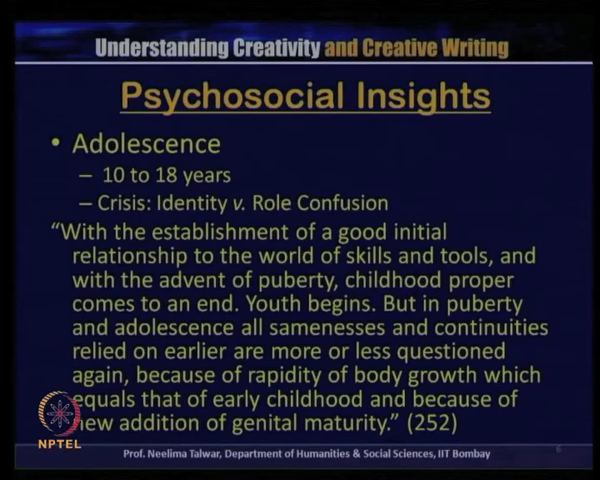 Understanding Creativity and Creative Writing
Psychosocial Insights
• Adolescence
– 10 to 18 years
– Crisis: Identity v. Role Confusion
“With the establishment of a good initial
relationship to the world of skills and tools, and
with the advent of puberty, childhood proper
comes to an end. Youth begins. But in puberty
and adolescence all samenesses and continuities
relied on earlier are more or less questioned
again, because of rapidity of body growth which
equals that of early childhood and because of
new addition of genital maturity.” (252)
NPTEL
Prof. Neelima Talwar, Department of Humanities & Social Sciences, IIT Bombay
6